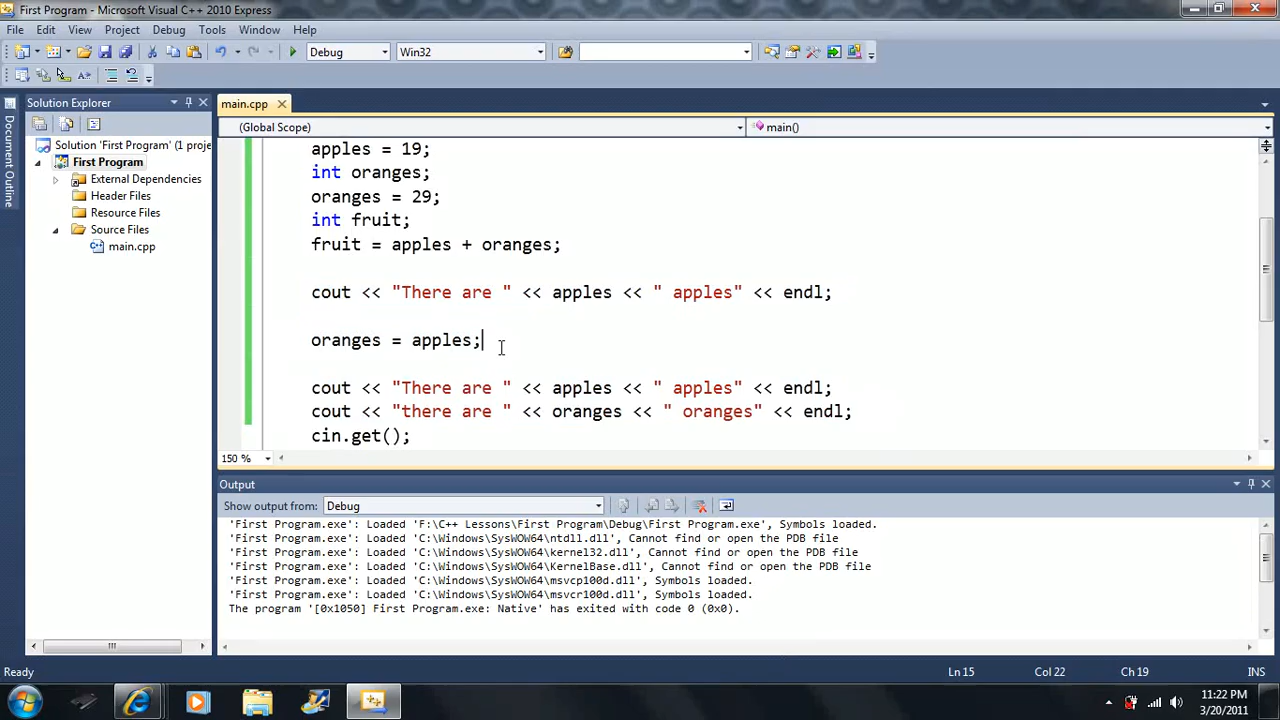 First Program - Microsoft Visual C++ 2010 Express
File Edit View Project Debug Tools Window Help
Debug Win32
Document Outline
Solution Explorer
Solution 'First Program' (1 proje
First Program
External Dependencies
Header Files
Resource Files
Source Files
main.cpp
main.cpp
(Global Scope) main()
apples = 19;
int oranges;
oranges = 29;
int fruit;
fruit = apples + oranges;
cout << "There are " << apples << " apples" << endl;
oranges = apples;
cout << "There are " << apples << " apples" << endl;
cout << "there are " << oranges << " oranges" << endl;
cin.get();
150 %
Output
Show output from: Debug
'First Program.exe': Loaded 'F:\C++ Lessons\First Program\Debug\First Program.exe', Symbols loaded.
'First Program.exe': Loaded 'C:\Windows\SysWOW64\ntdll.dll', Cannot find or open the PDB file
'First Program.exe': Loaded 'C:\Windows\SysWOW64\kernel32.dll', Cannot find or open the PDB file
'First Program.exe': Loaded 'C:\Windows\SysWOW64\KernelBase.dll', Cannot find or open the PDB file
'First Program.exe': Loaded 'C:\Windows\SysWOW64\msvcp100d.dll', Symbols loaded.
'First Program.exe': Loaded 'C:\Windows\SysWOW64\msvcr100d.dll', Symbols loaded.
The program '[0x1050] First Program.exe: Native' has exited with code 0 (0x0).
Ready Ln 15 Col 22 Ch 19 INS
11:22 PM
3/20/2011